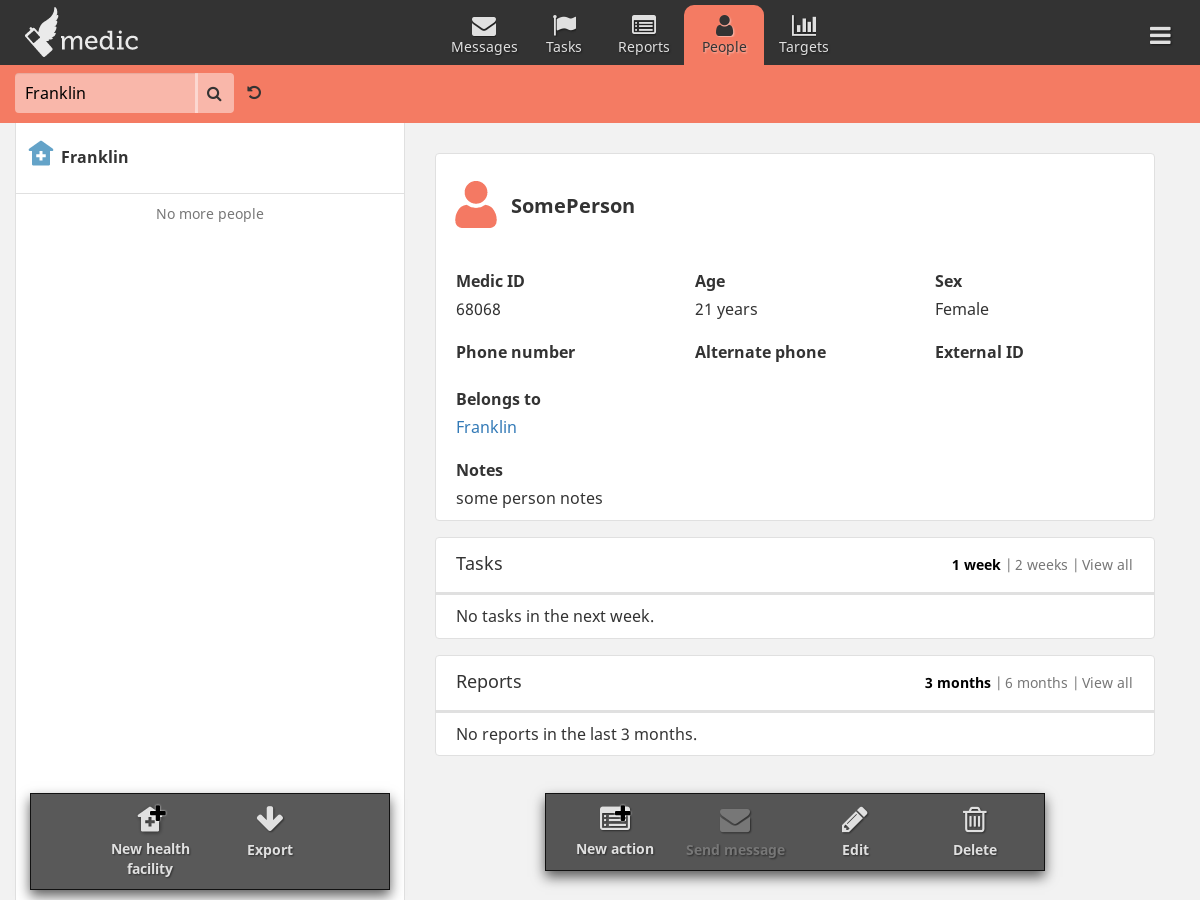 medic
Messages
Tasks
Reports
People
Targets
Franklin
Franklin
No more people
New health
facility
Export
SomePerson
Medic ID
68068
Age
21 years
Sex
Female
Phone number
Alternate phone
External ID
Belongs to
Franklin
Notes
some person notes
Tasks
1 week | 2 weeks | View all
No tasks in the next week.
Reports
3 months | 6 months | View all
No reports in the last 3 months.
New action
Send message
Edit
Delete